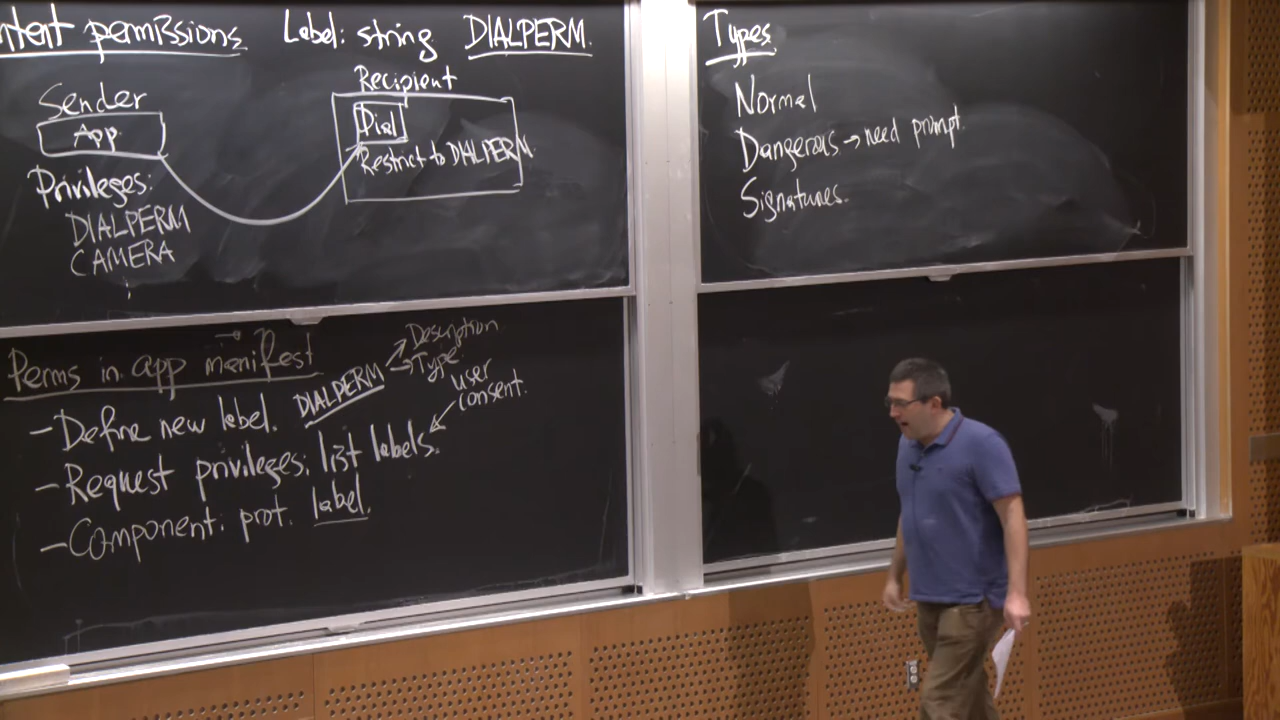 ntent permissions Label: string DIALPERM.
Sender
App
Privileges:
DIALPERM
CAMERA
Recipient
Dial
Restrict to DIALPERM
Perms in app manifest
- Define new label. DIALPERM → Description
→ Type
- Request privileges: list labels. ← user consent.
- Component: prot. label.
Types
Normal
Dangerous → need prompt.
Signatures.